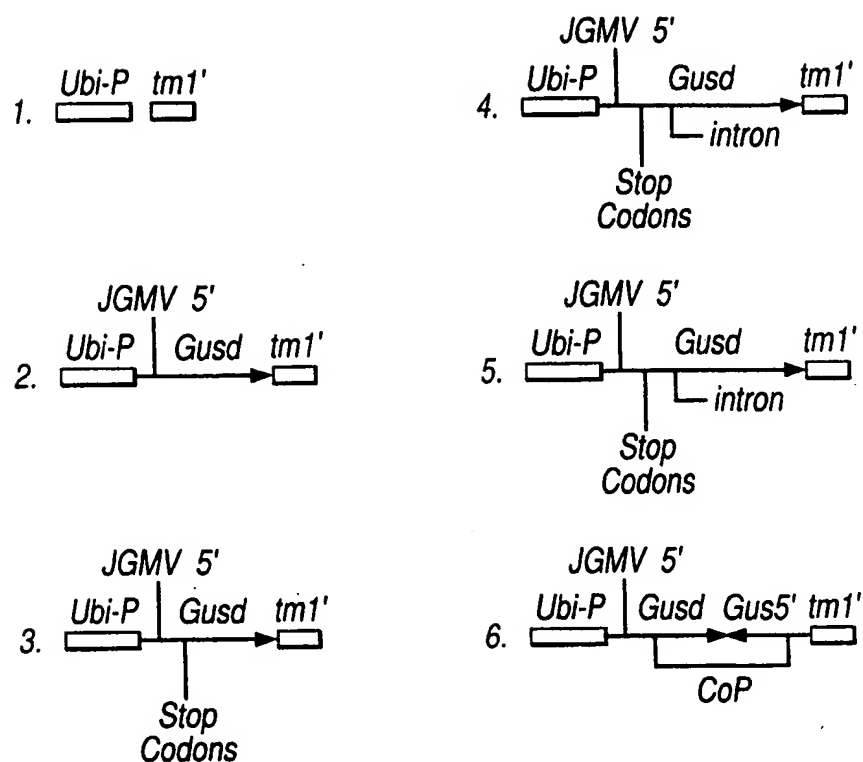 1.
Ubi-P tm1'
2.
JGMV 5'
Ubi-P Gusd tm1'
3.
JGMV 5'
Ubi-P Gusd tm1'
Stop
Codons
4.
JGMV 5'
Ubi-P Gusd tm1'
intron
Stop
Codons
5.
JGMV 5'
Ubi-P Gusd tm1'
intron
Stop
Codons
6.
JGMV 5'
Ubi-P Gusd Gus5' tm1'
CoP